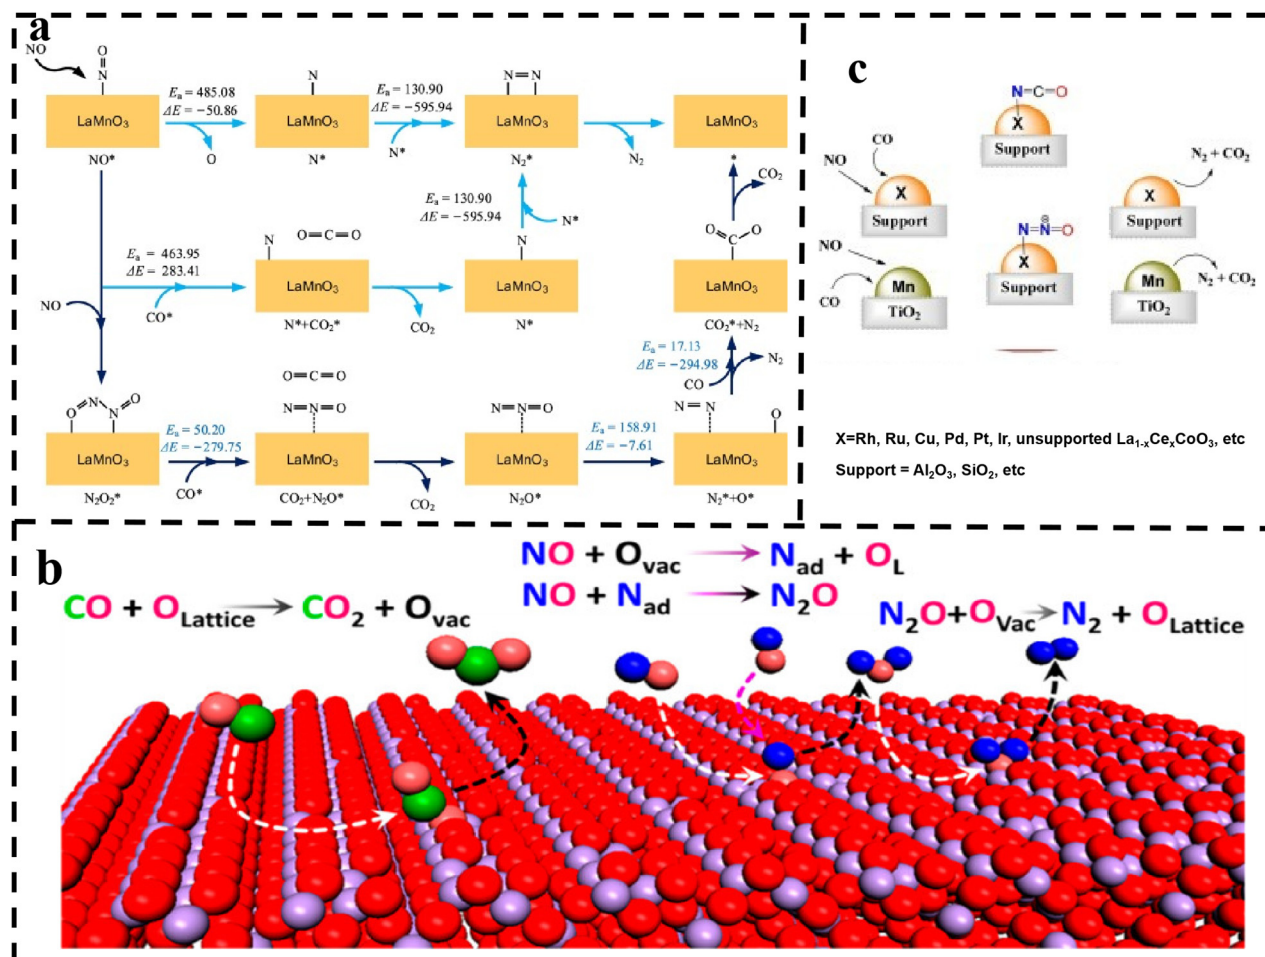 a
NO
O
N
LaMnO₃
NO*
Eₐ = 485.08
ΔE = −50.86
O
N
LaMnO₃
N*
Eₐ = 130.90
ΔE = −595.94
N*
N=N
LaMnO₃
N₂*
N₂
LaMnO₃
*
NO
Eₐ = 463.95
ΔE = 283.41
CO*
N
O=C=O
LaMnO₃
N*+CO₂*
CO₂
Eₐ = 130.90
ΔE = −595.94
N*
N
LaMnO₃
N*
CO₂
O
C
O
LaMnO₃
CO₂*+N₂
Eₐ = 17.13
ΔE = −294.98
CO
N₂
O
N
N
O
LaMnO₃
N₂O₂*
Eₐ = 50.20
ΔE = −279.75
CO*
O=C=O
N=N=O
LaMnO₃
CO₂+N₂O*
CO₂
N=N=O
LaMnO₃
N₂O*
Eₐ = 158.91
ΔE = −7.61
N=N
O
LaMnO₃
N₂*+O*
c
N=C=O
X
Support
CO
NO
X
Support
N₂ + CO₂
X
Support
N=N=O
⊖
X
Support
NO
CO
Mn
TiO₂
Mn
TiO₂
N₂ + CO₂
X=Rh, Ru, Cu, Pd, Pt, Ir, unsupported La₁₋ₓCeₓCoO₃, etc
Support = Al₂O₃, SiO₂, etc
b
NO + Ovac → Nad + OL
NO + Nad → N₂O
CO + OLattice → CO₂ + Ovac
N₂O+OVac → N₂ + OLattice